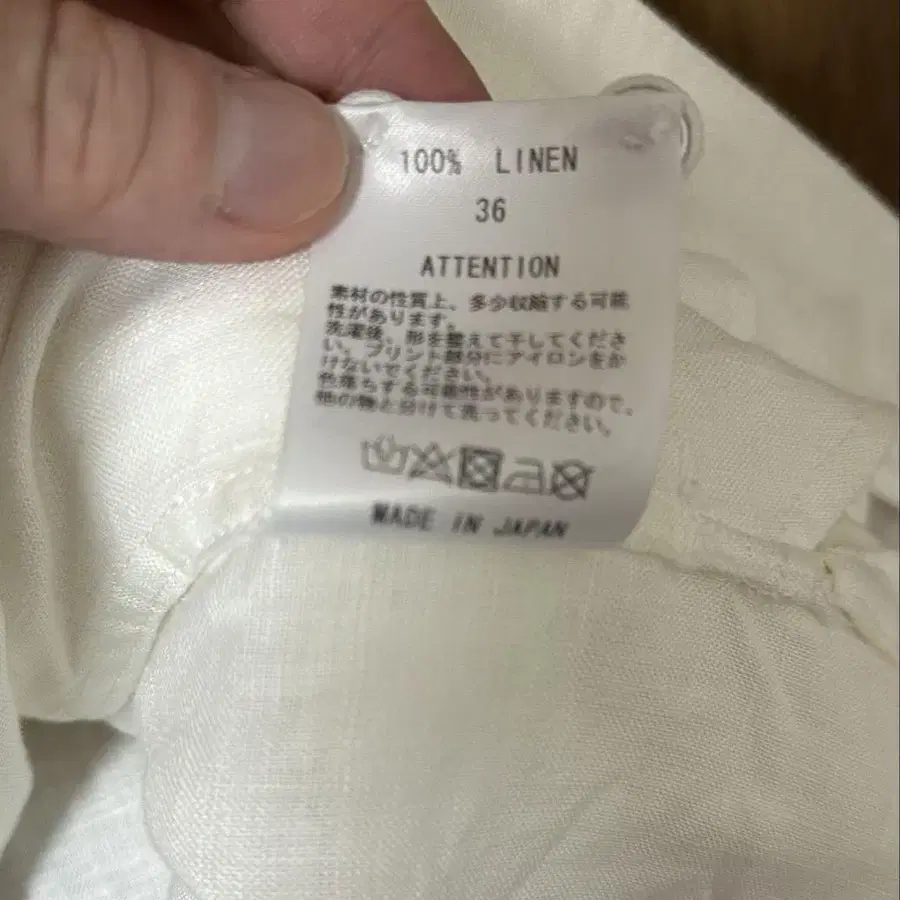 100% LINEN
36
ATTENTION
素材の性質上、多少収縮する可能
性があります。
洗濯後、形を整えて干してくださ
い。プリント部分にアイロンをか
けないでください。
色落ちする可能性がありますので、
他の物と分けて洗ってください。
MADE IN JAPAN